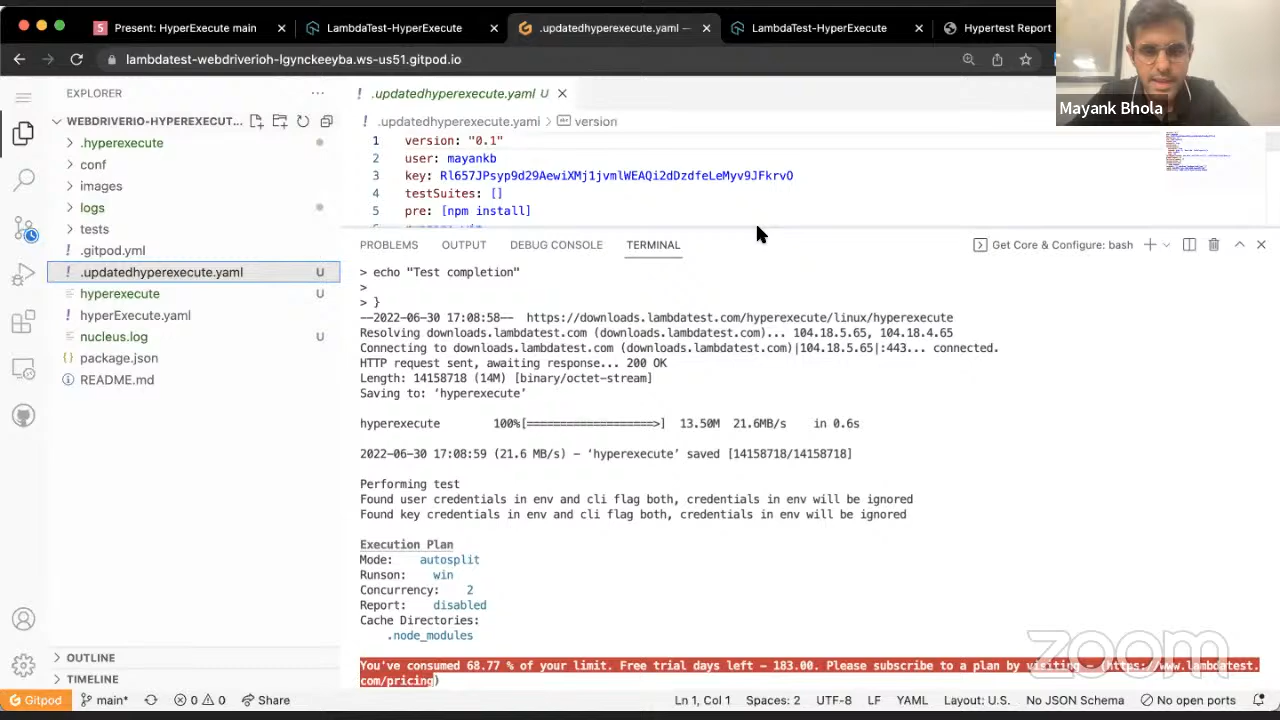 Present: HyperExecute main
LambdaTest-HyperExecute
.updatedhyperexecute.yaml —
LambdaTest-HyperExecute
Hypertest Report
lambdatest-webdriverioh-lgynckeeyba.ws-us51.gitpod.io
Mayank Bhola
EXPLORER
WEBDRIVERIO-HYPEREXECUT...
.hyperexecute
conf
images
logs
tests
.gitpod.yml
.updatedhyperexecute.yaml U
hyperexecute U
hyperExecute.yaml
nucleus.log U
package.json
README.md
OUTLINE
TIMELINE
.updatedhyperexecute.yaml U
.updatedhyperexecute.yaml > version
1 version: "0.1"
2 user: mayankb
3 key: Rl657JPsyp9d29AewiXMj1jvmlWEAQi2dDzdfeLeMyv9JFkrvO
4 testSuites: []
5 pre: [npm install]
PROBLEMS OUTPUT DEBUG CONSOLE TERMINAL
Get Core & Configure: bash
> echo "Test completion"
>
> }
--2022-06-30 17:08:58-- https://downloads.lambdatest.com/hyperexecute/linux/hyperexecute
Resolving downloads.lambdatest.com (downloads.lambdatest.com)... 104.18.5.65, 104.18.4.65
Connecting to downloads.lambdatest.com (downloads.lambdatest.com)|104.18.5.65|:443... connected.
HTTP request sent, awaiting response... 200 OK
Length: 14158718 (14M) [binary/octet-stream]
Saving to: ‘hyperexecute’
hyperexecute 100%[===================>] 13.50M 21.6MB/s in 0.6s
2022-06-30 17:08:59 (21.6 MB/s) – ‘hyperexecute’ saved [14158718/14158718]
Performing test
Found user credentials in env and cli flag both, credentials in env will be ignored
Found key credentials in env and cli flag both, credentials in env will be ignored
Execution Plan
Mode: autosplit
Runson: win
Concurrency: 2
Report: disabled
Cache Directories:
.node_modules
You've consumed 68.77 % of your limit. Free trial days left – 183.00. Please subscribe to a plan by visiting – (https://www.lambdatest.
com/pricing)
zoom
Gitpod main* 0 0 Share Ln 1, Col 1 Spaces: 2 UTF-8 LF YAML Layout: U.S. No JSON Schema No open ports